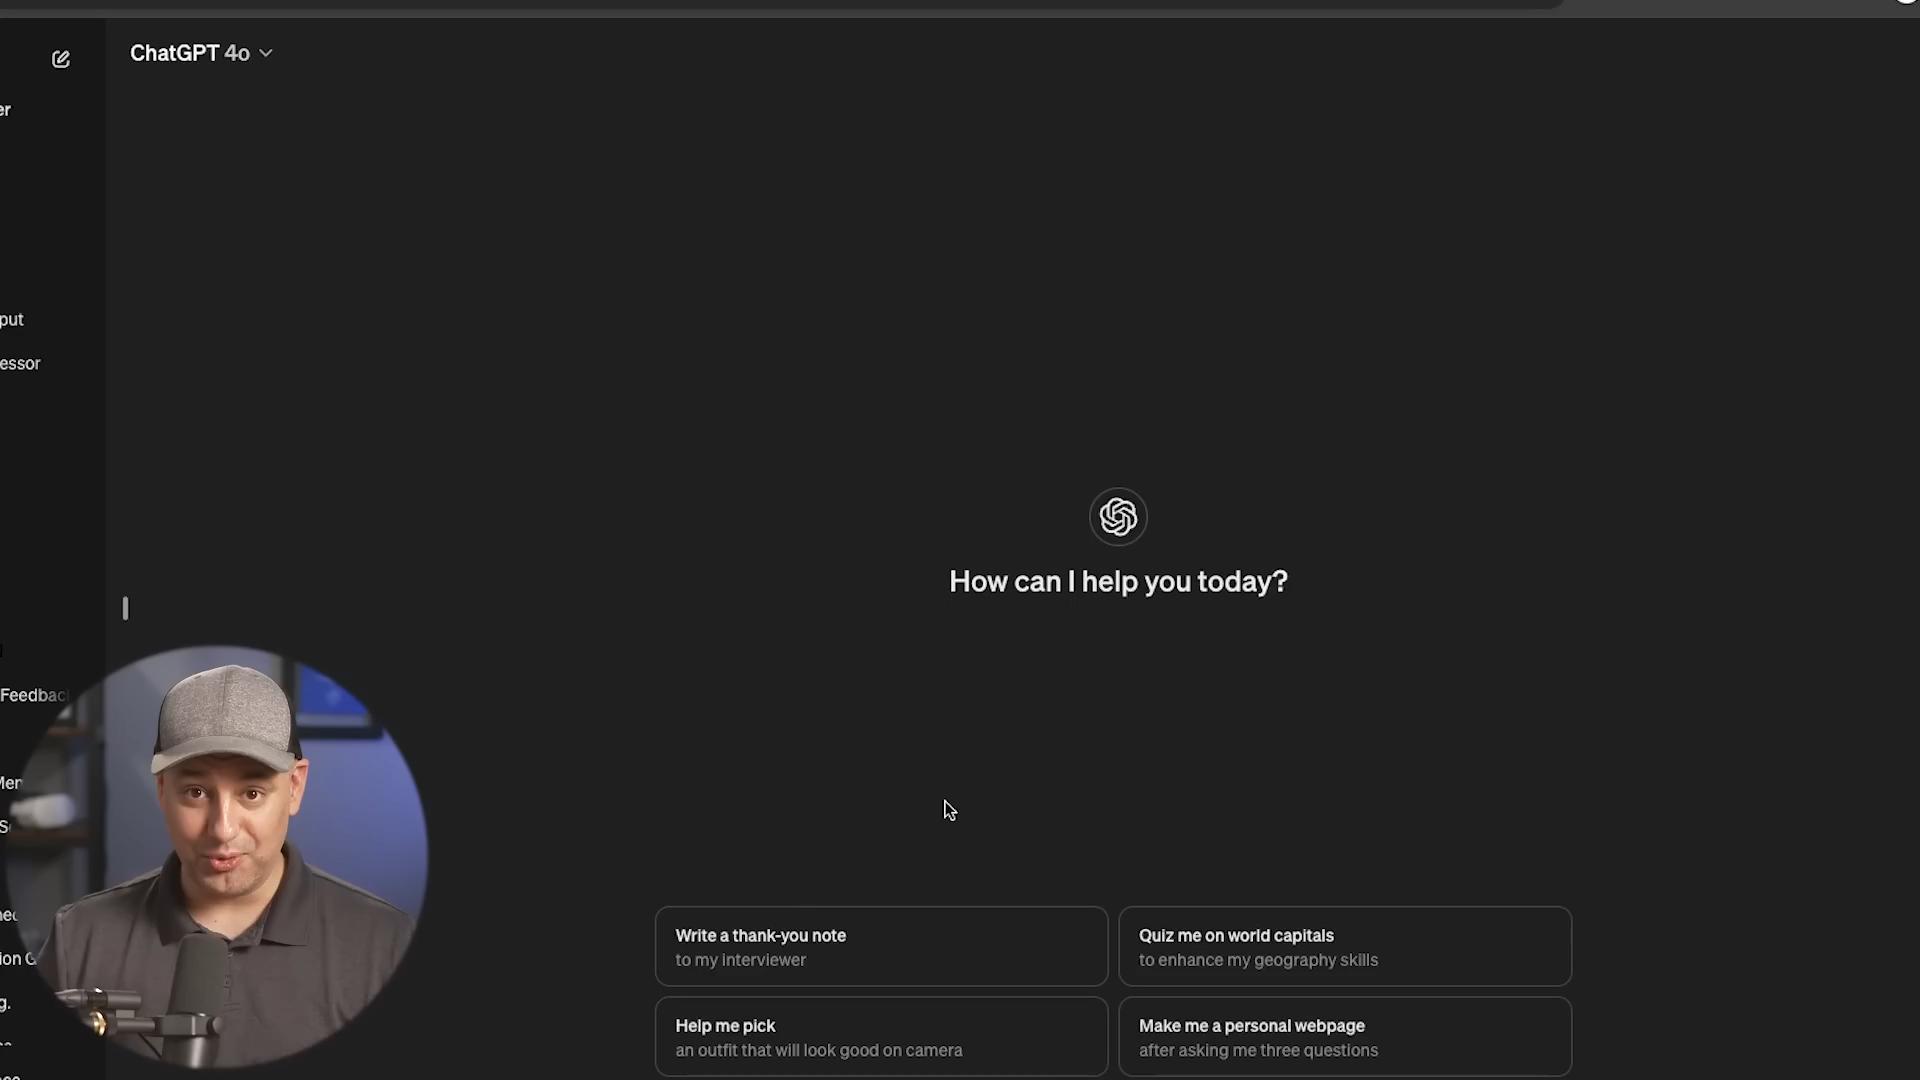 ChatGPT 4o
er
put
essor
Feedbac
How can I help you today?
ion G
g.
Write a thank-you note
to my interviewer
Quiz me on world capitals
to enhance my geography skills
Help me pick
an outfit that will look good on camera
Make me a personal webpage
after asking me three questions